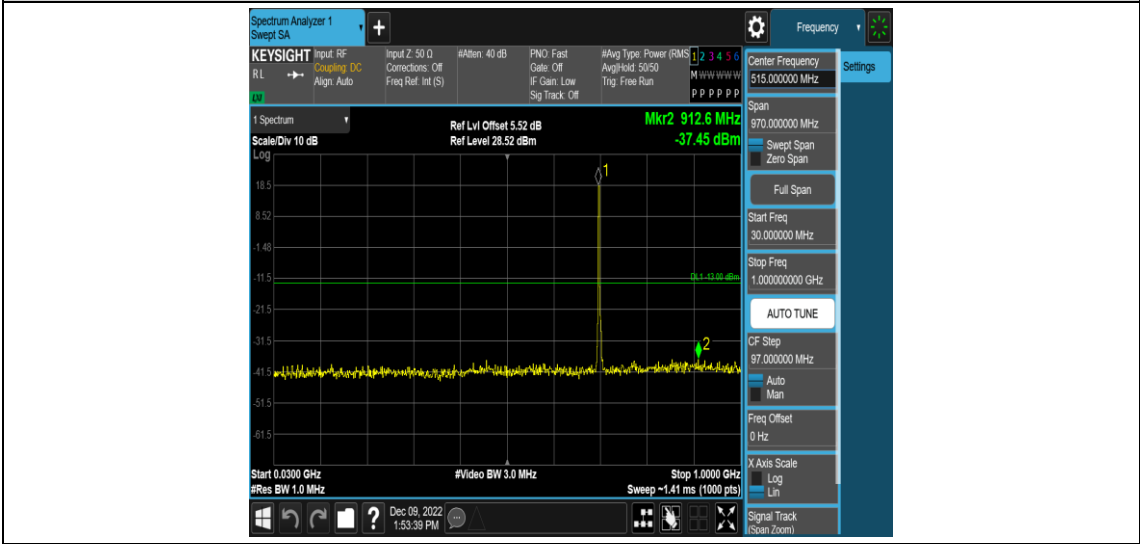 Spectrum Analyzer 1
Swept SA
+
Frequency
KEYSIGHT
RL
Input: RF
Coupling: DC
Align: Auto
Input Z: 50 Ω
Corrections: Off
Freq Ref: Int (S)
#Atten: 40 dB
PNO: Fast
Gate: Off
IF Gain: Low
Sig Track: Off
#Avg Type: Power (RMS
Avg|Hold: 50/50
Trig: Free Run
1 2 3 4 5 6
M W W W W W
P P P P P P
1 Spectrum
Scale/Div 10 dB
Log
Ref Lvl Offset 5.52 dB
Ref Level 28.52 dBm
Mkr2 912.6 MHz
-37.45 dBm
1
18.5
8.52
-1.48
-11.5
DL1 -13.00 dBm
-21.5
-31.5
2
-41.5
-51.5
-61.5
Start 0.0300 GHz
#Res BW 1.0 MHz
#Video BW 3.0 MHz
Stop 1.0000 GHz
Sweep ~1.41 ms (1000 pts)
?
Dec 09, 2022
1:53:39 PM
Center Frequency
515.000000 MHz
Settings
Span
970.000000 MHz
Swept Span
Zero Span
Full Span
Start Freq
30.000000 MHz
Stop Freq
1.000000000 GHz
AUTO TUNE
CF Step
97.000000 MHz
Auto
Man
Freq Offset
0 Hz
X Axis Scale
Log
Lin
Signal Track
(Span Zoom)